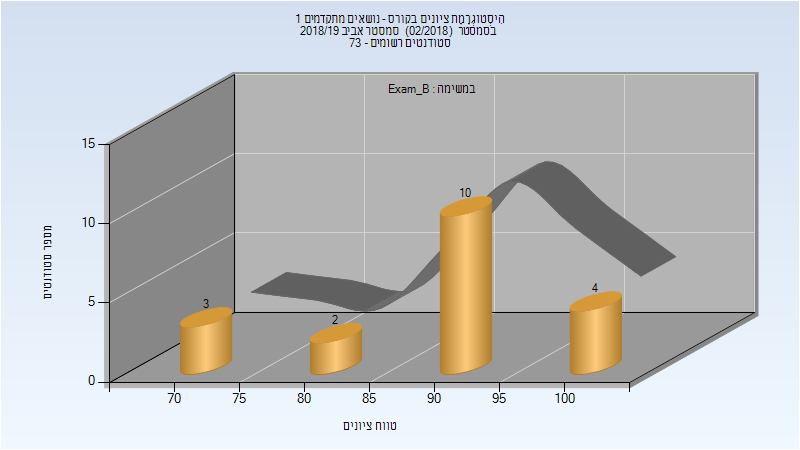 היסטוגרמת ציונים בקורס - נושאים מתקדמים 1
בסמסטר (02/2018) סמסטר אביב 2018/19
סטודנטים רשומים - 73
במשימה : Exam_B
15
10
5
0
מספר סטודנטים
3
2
10
4
70 75 80 85 90 95 100
טווח ציונים